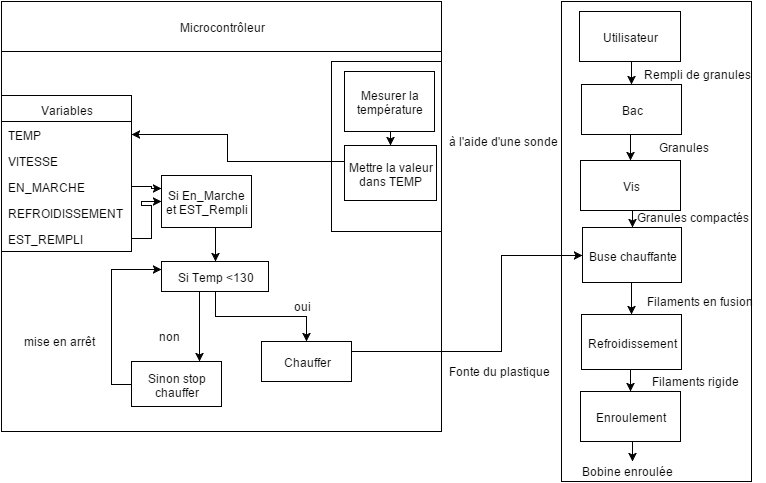 Microcontrôleur
Variables
TEMP
VITESSE
EN_MARCHE
REFROIDISSEMENT
EST_REMPLI
Mesurer la
température
Mettre la valeur
dans TEMP
à l'aide d'une sonde
Si En_Marche
et EST_Rempli
Si Temp <130
oui
non
mise en arrêt
Sinon stop
chauffer
Chauffer
Fonte du plastique
Utilisateur
Rempli de granules
Bac
Granules
Vis
Granules compactés
Buse chauffante
Filaments en fusion
Refroidissement
Filaments rigide
Enroulement
Bobine enroulée